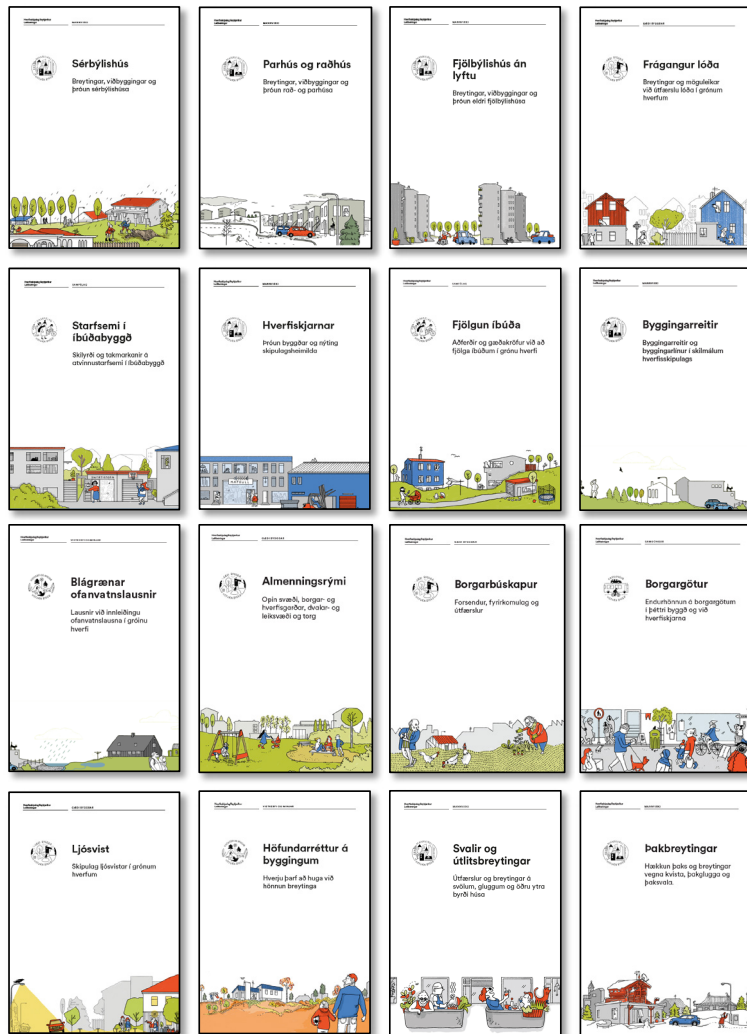 Sérbýlishús
Breytingar, viðbyggingar og
þróun sérbýlishúsa
Parhús og raðhús
Breytingar, viðbyggingar og
þróun rað- og parhúsa
Fjölbýlishús án
lyftu
Breytingar, viðbyggingar og
þróun eldri fjölbýlishúsa
Frágangur lóða
Breytingar og möguleikar
við útfærslu lóða í grónum
hverfum
Starfsemi í
íbúðabyggð
Skilyrði og takmarkanir á
atvinnustarfsemi í íbúðabyggð
Hverfiskjarnar
Þróun byggðar og nýting
skipulagsheimilda
Fjölgun íbúða
Aðferðir og gæðakröfur við að
fjölga íbúðum í grónu hverfi
Byggingarreitir
Byggingarreitir og
byggingarlínur í skilmálum
hverfisskipulags
Blágrænar
ofanvatnslausnir
Lausnir við innleiðingu
ofanvatnslausna í gróinu
hverfi
Almenningsrými
Opin svæði, borgar- og
hverfisgarðar, dvalar- og
leiksvæði og torg
Borgarbúskapur
Forsendur, fyrirkomulag og
útfærslur
Borgargötur
Endurhönnun á borgargötum
í þéttri byggð og við
hverfiskjarna
Ljósvist
Skipulag ljósvistar í grónum
hverfum
Höfundarréttur á
byggingum
Hverju þarf að huga við
hönnun breytinga
Svalir og
útlitsbreytingar
Útfærslur og breytingar á
svölum, gluggum og öðru ytra
byrði húsa
Þakbreytingar
Hækkun þaks og breytingar
vegna kvista, þakglugga og
þaksvala.